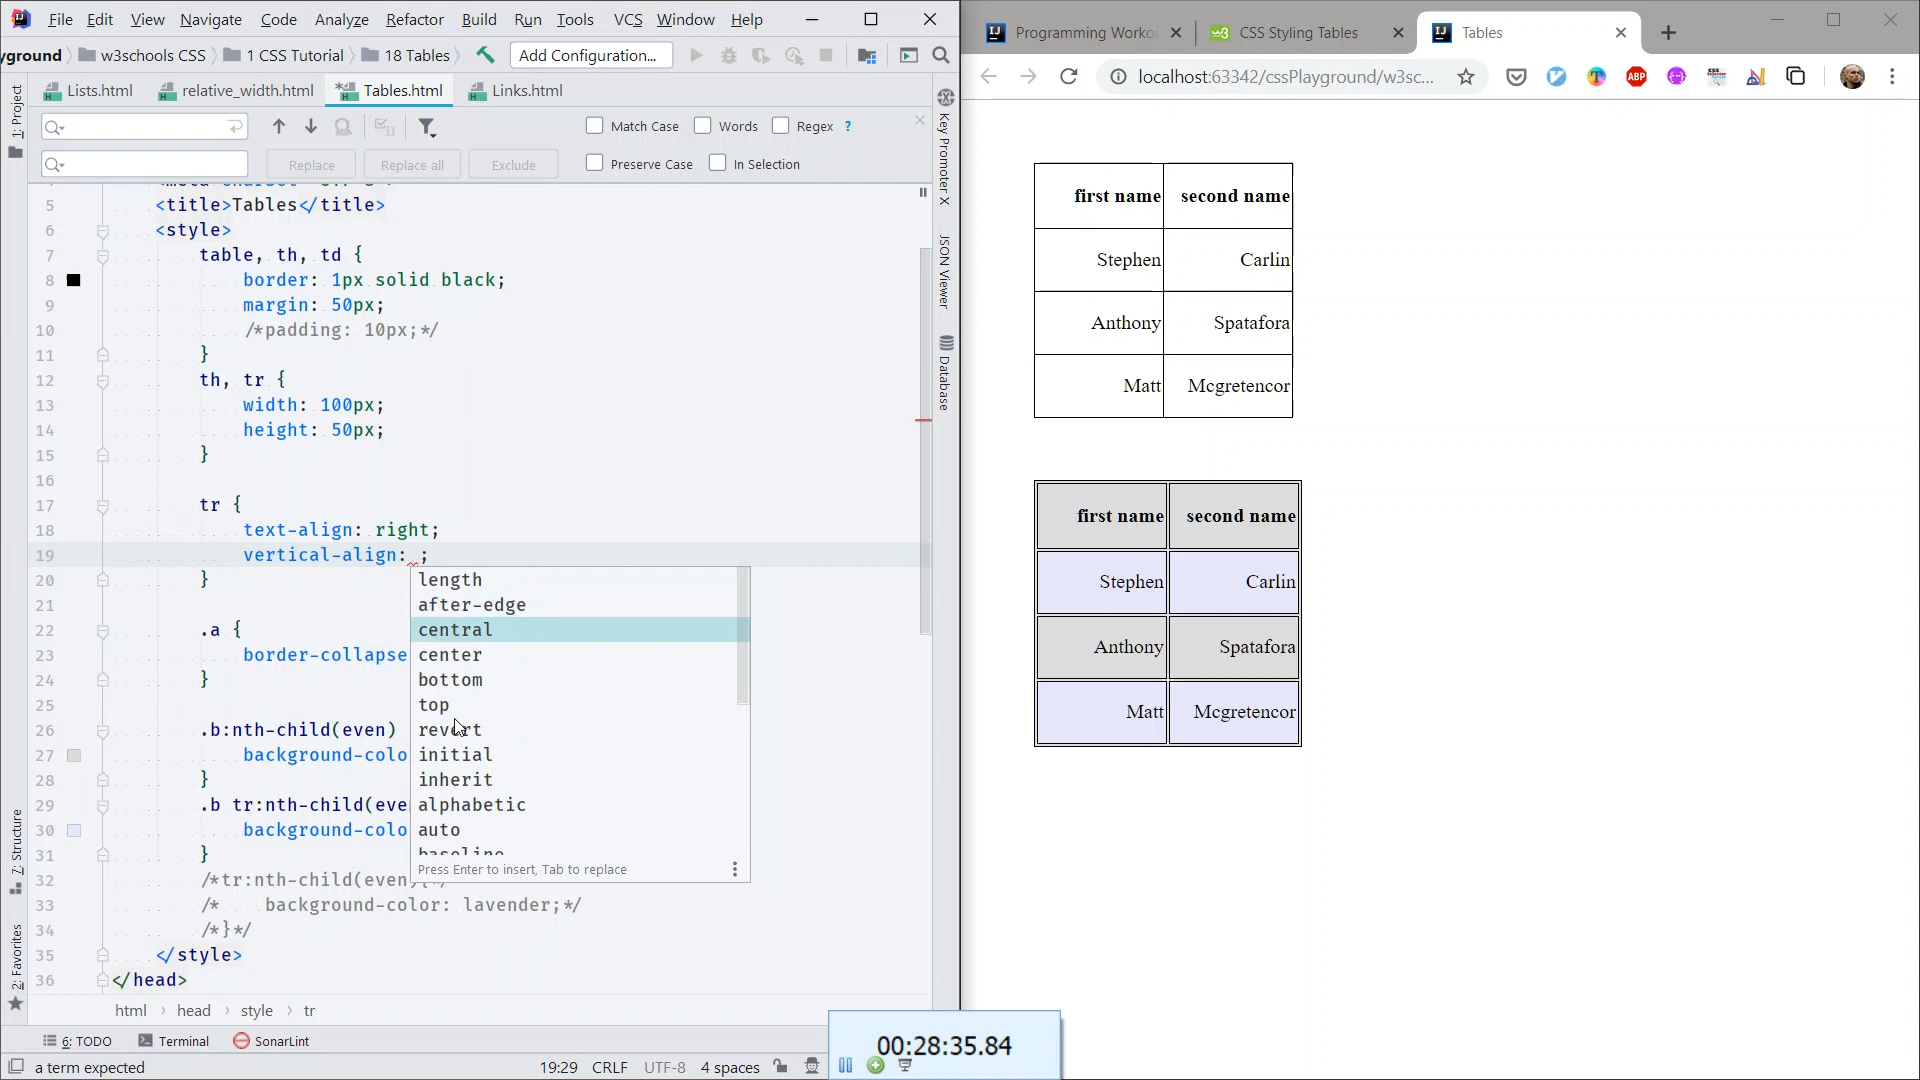 File Edit View Navigate Code Analyze Refactor Build Run Tools VCS Window Help
yground w3schools CSS 1 CSS Tutorial 18 Tables Add Configuration...
Lists.html relative_width.html Tables.html Links.html
Match Case Words Regex ?
Replace Replace all Exclude Preserve Case In Selection
1: Project
7: Structure
2: Favorites
5 <title>Tables</title>
6 <style>
7 table, th, td {
8 border: 1px solid black;
9 margin: 50px;
10 /*padding: 10px;*/
11 }
12 th, tr {
13 width: 100px;
14 height: 50px;
15 }
16
17 tr {
18 text-align: right;
19 vertical-align: ;
20 }
21
22 .a {
23 border-collapse
24 }
25
26 .b:nth-child(even)
27 background-colo
28 }
29 .b tr:nth-child(eve
30 background-colo
31 }
32 /*tr:nth-child(even){*/
33 /* background-color: lavender;*/
34 /*}*/
35 </style>
36 </head>
length
after-edge
central
center
bottom
top
revert
initial
inherit
alphabetic
auto
baseline
Press Enter to insert, Tab to replace
Key Promoter X
JSON Viewer
Database
html › head › style › tr
6: TODO Terminal SonarLint
a term expected 19:29 CRLF UTF-8 4 spaces
00:28:35.84
Programming Worko CSS Styling Tables Tables
localhost:63342/cssPlayground/w3sc...
ABP
first name second name
Stephen Carlin
Anthony Spatafora
Matt Mcgretencor
first name second name
Stephen Carlin
Anthony Spatafora
Matt Mcgretencor